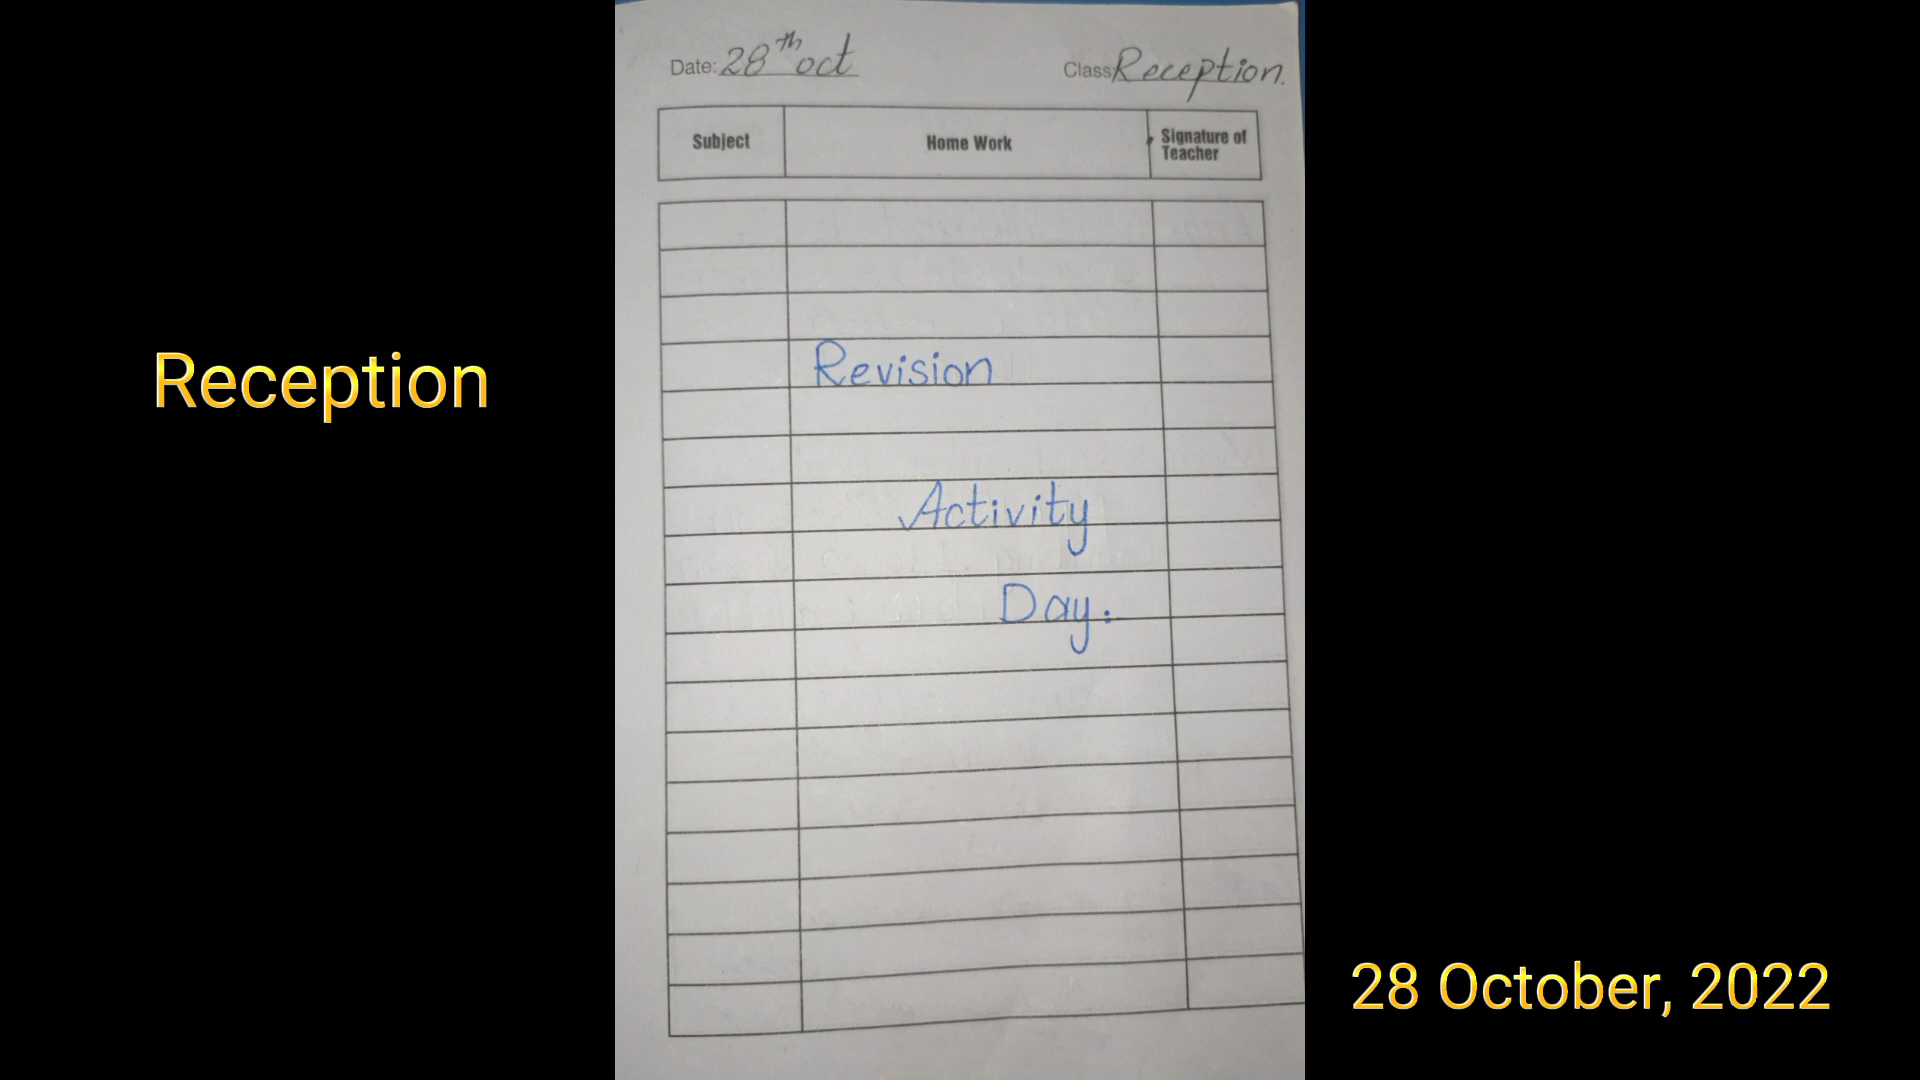 Date: 28th oct
Class: Reception.
Subject
Home Work
Signature of
Teacher
Reception
Revision
Activity
Day.
28 October, 2022